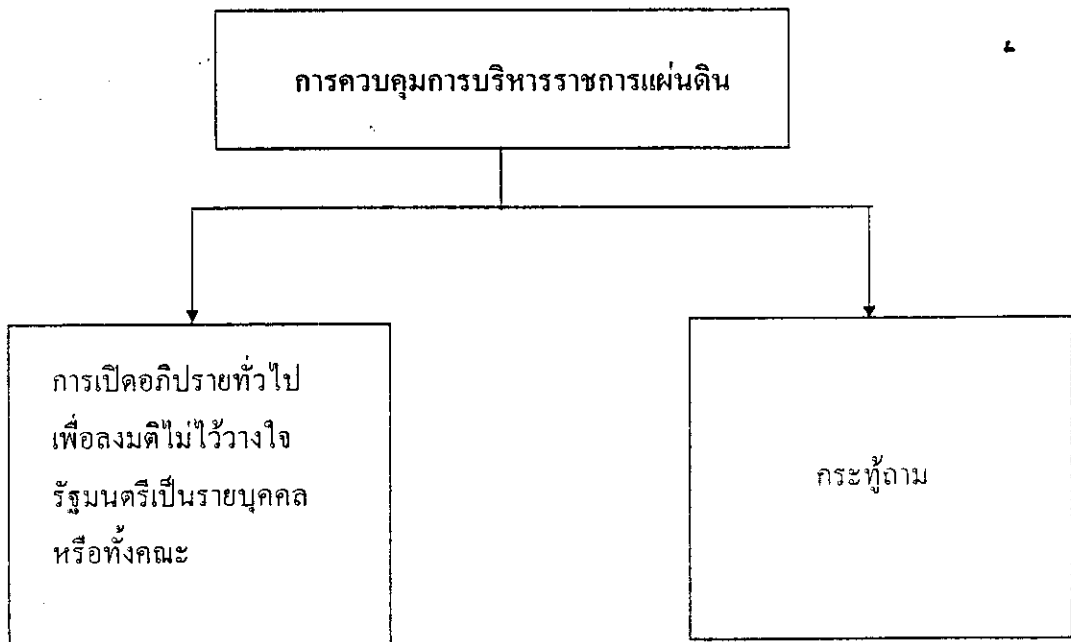 การควบคุมการบริหารราชการแผ่นดิน
การเปิดอภิปรายทั่วไป
เพื่อลงมติไม่ไว้วางใจ
รัฐมนตรีเป็นรายบุคคล
หรือทั้งคณะ
กระทู้ถาม